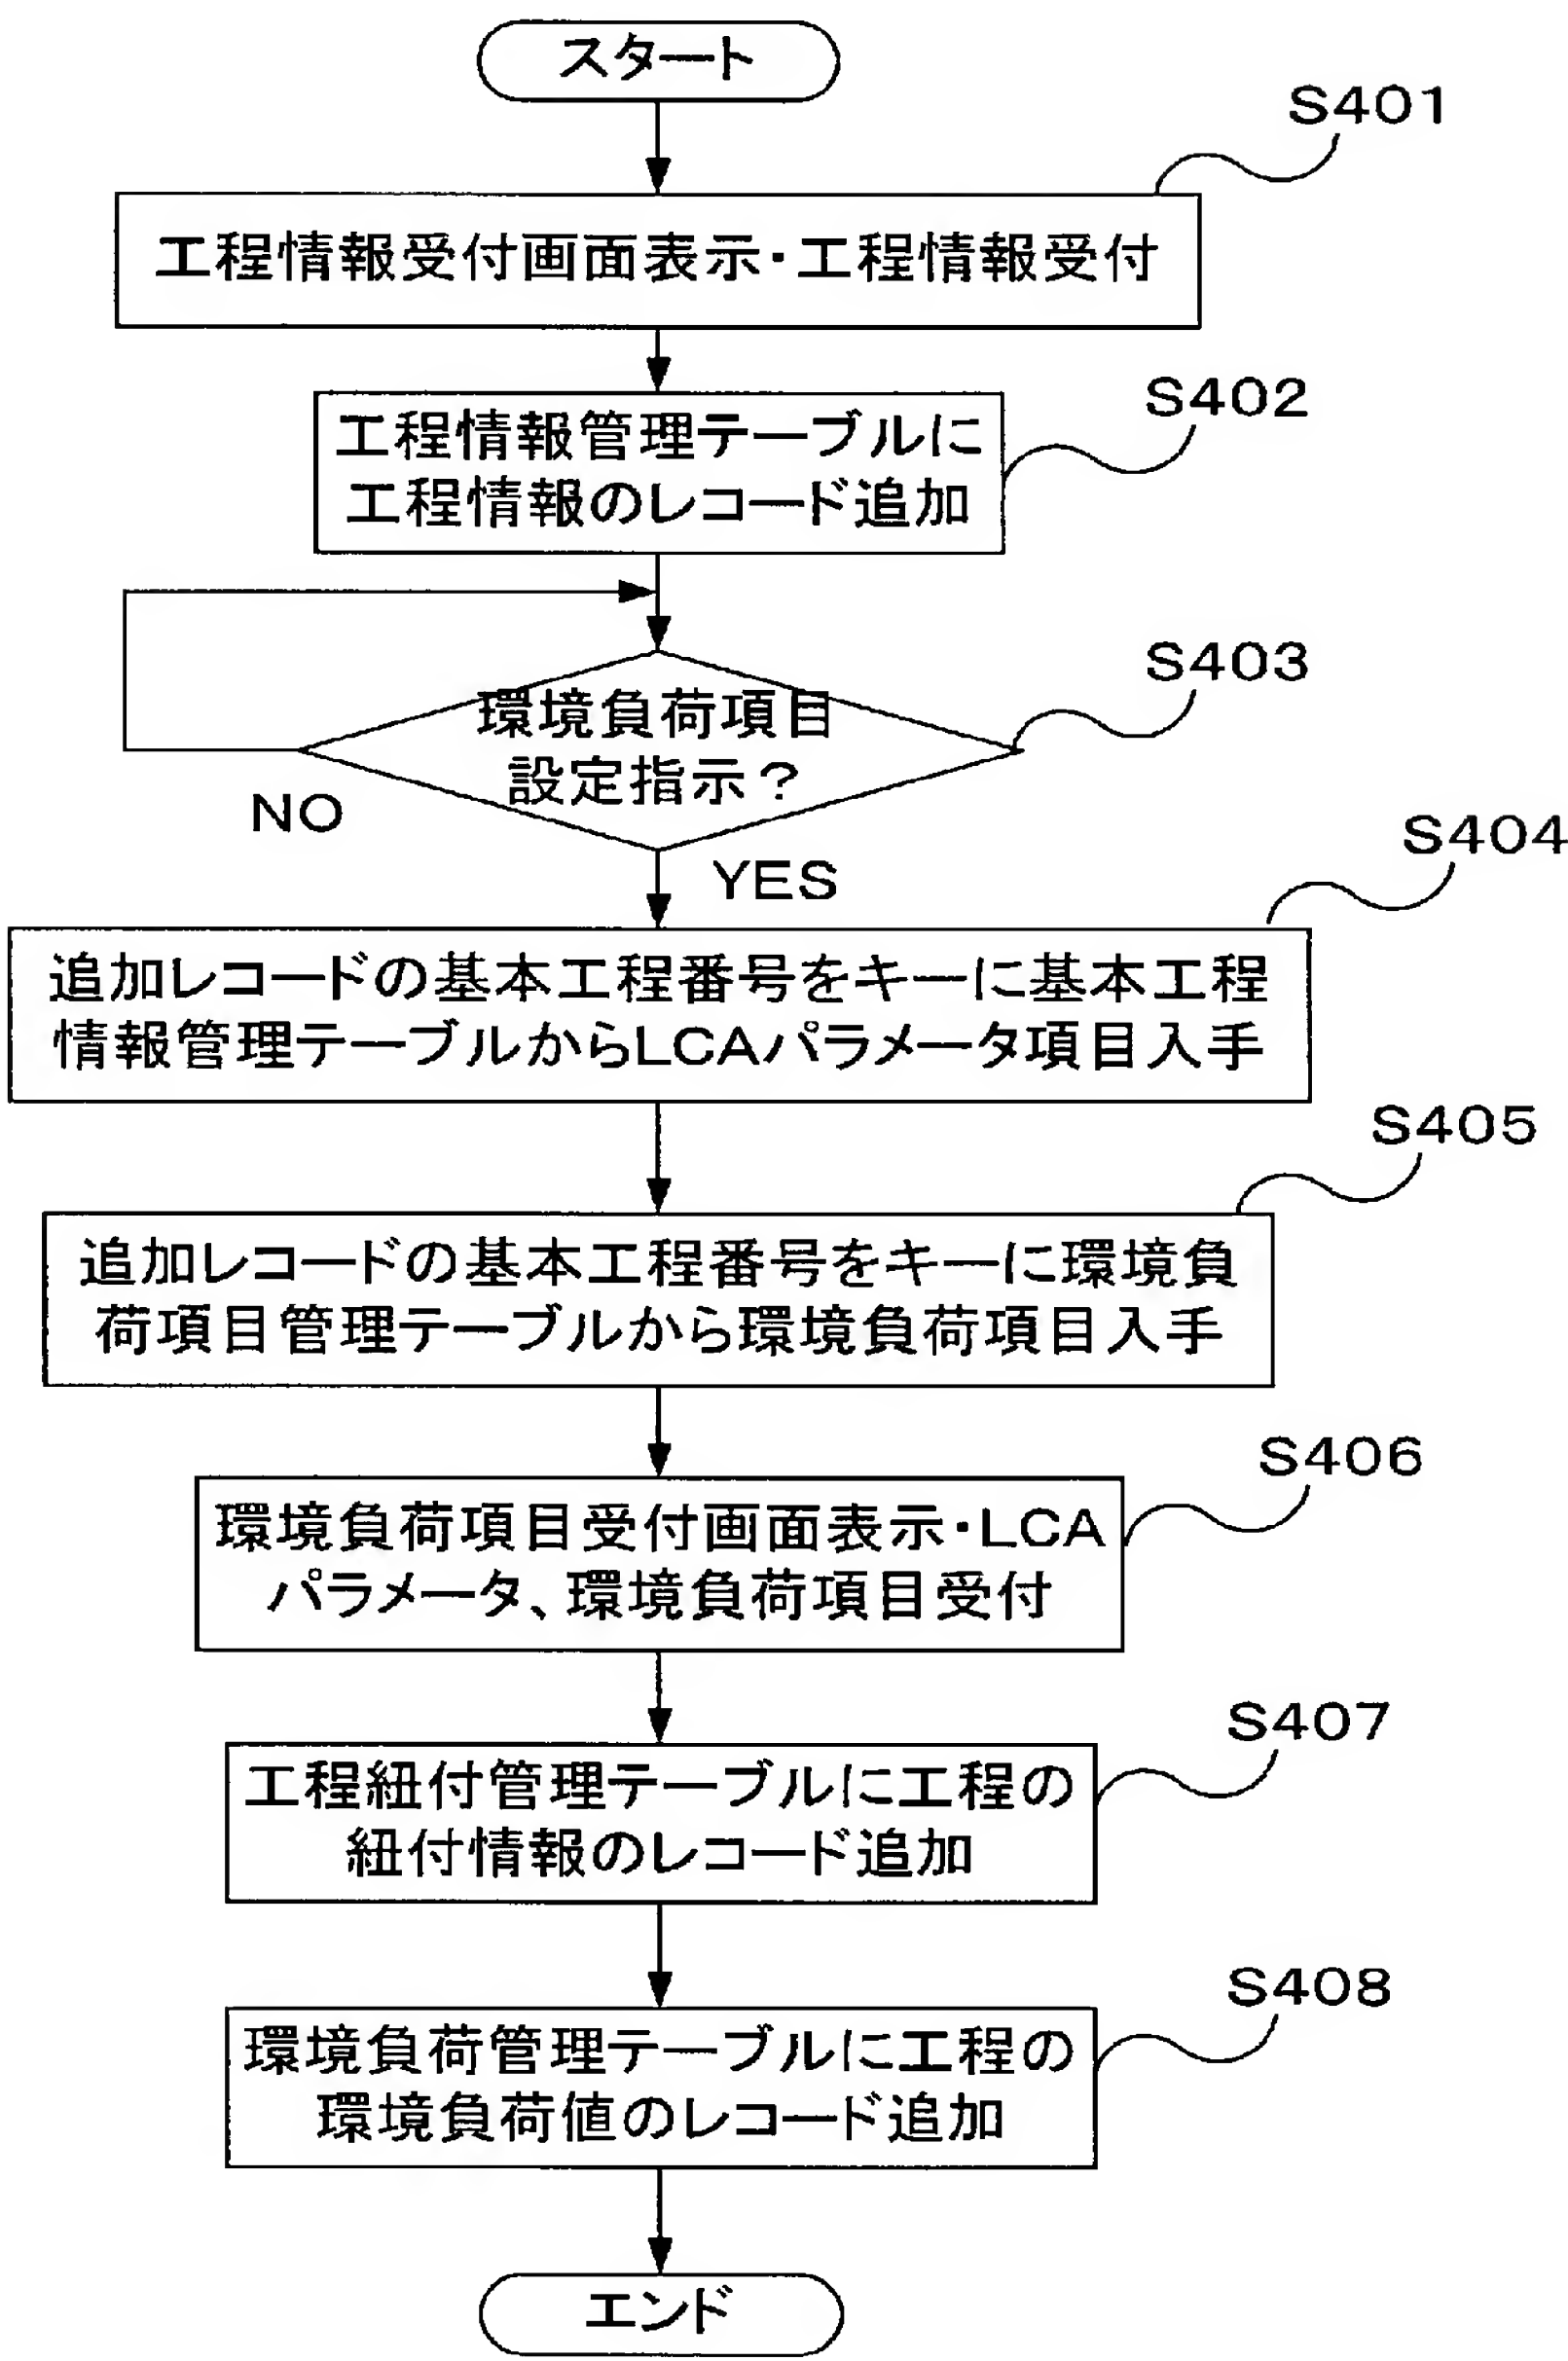 スタート
S401
工程情報受付画面表示・工程情報受付
S402
工程情報管理テーブルに
工程情報のレコード追加
S403
環境負荷項目
設定指示？
NO
YES
S404
追加レコードの基本工程番号をキーに基本工程
情報管理テーブルからLCAパラメータ項目入手
S405
追加レコードの基本工程番号をキーに環境負
荷項目管理テーブルから環境負荷項目入手
S406
環境負荷項目受付画面表示・LCA
パラメータ、環境負荷項目受付
S407
工程紐付管理テーブルに工程の
紐付情報のレコード追加
S408
環境負荷管理テーブルに工程の
環境負荷値のレコード追加
エンド